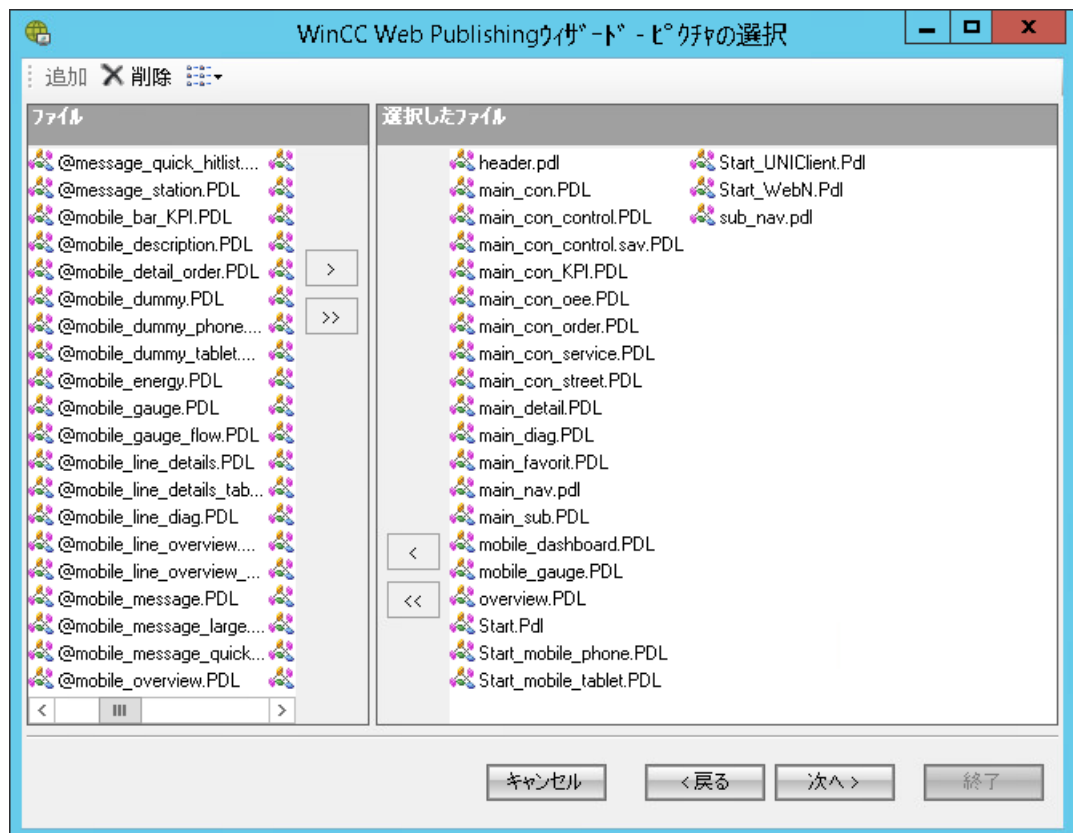 WinCC Web Publishingｳｨｻﾞｰﾄﾞ - ﾋﾟｸﾁｬの選択
追加 削除
ﾌｧｲﾙ
@message_quick_hitlist....
@message_station.PDL
@mobile_bar_KPI.PDL
@mobile_description.PDL
@mobile_detail_order.PDL
@mobile_dummy.PDL
@mobile_dummy_phone....
@mobile_dummy_tablet....
@mobile_energy.PDL
@mobile_gauge.PDL
@mobile_gauge_flow.PDL
@mobile_line_details.PDL
@mobile_line_details_tab...
@mobile_line_diag.PDL
@mobile_line_overview....
@mobile_line_overview_...
@mobile_message.PDL
@mobile_message_large....
@mobile_message_quick...
@mobile_overview.PDL
>
>>
選択したﾌｧｲﾙ
<
<<
header.pdl
main_con.PDL
main_con_control.PDL
main_con_control.sav.PDL
main_con_KPI.PDL
main_con_oee.PDL
main_con_order.PDL
main_con_service.PDL
main_con_street.PDL
main_detail.PDL
main_diag.PDL
main_favorit.PDL
main_nav.pdl
main_sub.PDL
mobile_dashboard.PDL
mobile_gauge.PDL
overview.PDL
Start.Pdl
Start_mobile_phone.PDL
Start_mobile_tablet.PDL
Start_UNIClient.Pdl
Start_WebN.Pdl
sub_nav.pdl
ｷｬﾝｾﾙ
<戻る
次へ>
終了